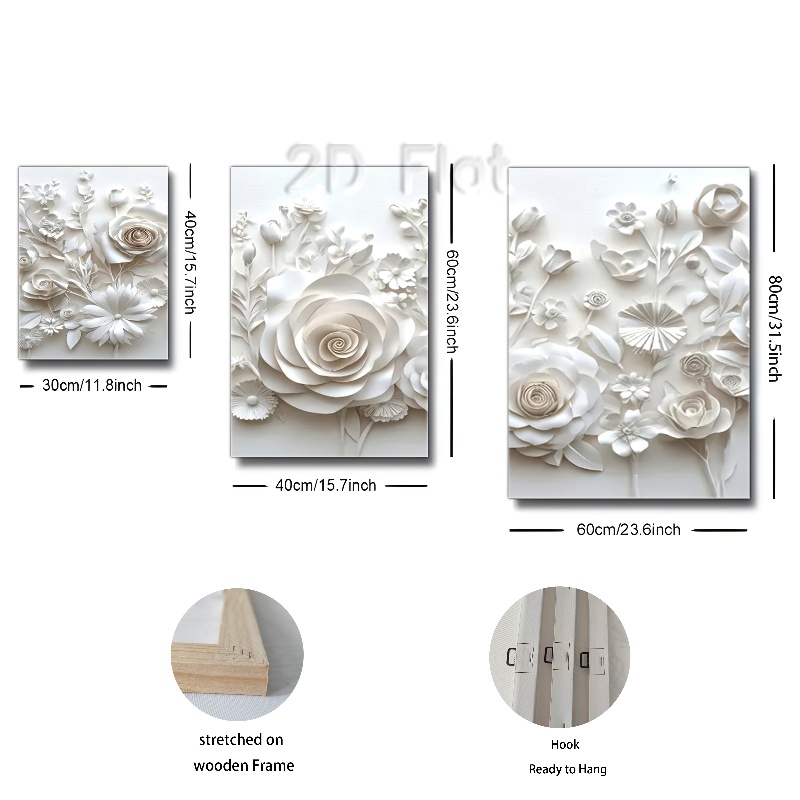 2D Flat
40cm/15.7inch
30cm/11.8inch
60cm/23.6inch
40cm/15.7inch
80cm/31.5inch
60cm/23.6inch
stretched on
wooden Frame
Hook
Ready to Hang